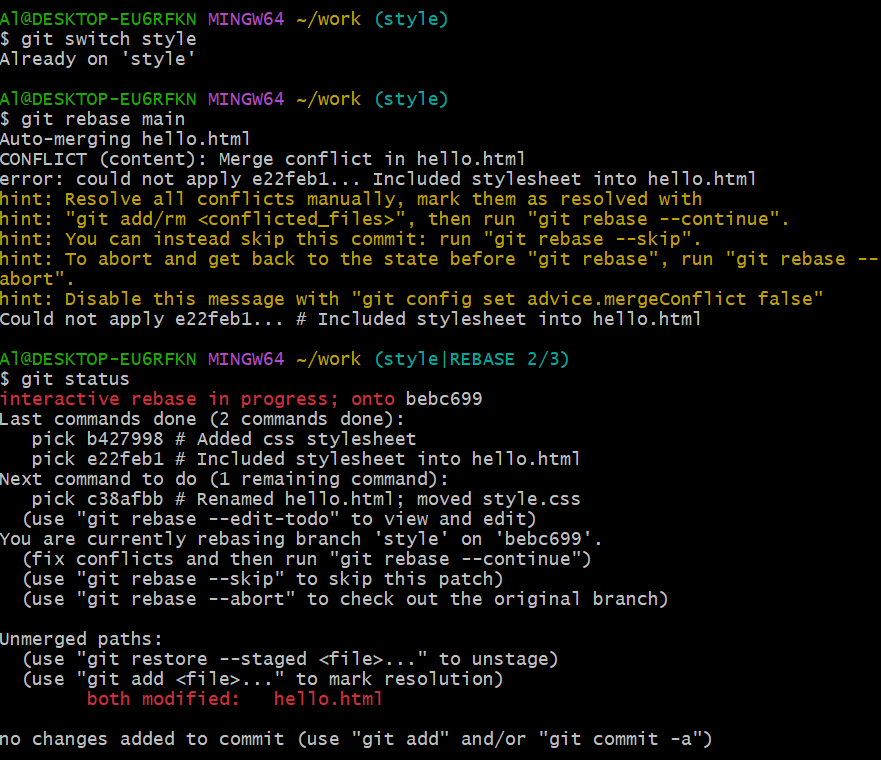 Al@DESKTOP-EU6RFKN MINGW64 ~/work (style)
$ git switch style
Already on 'style'

Al@DESKTOP-EU6RFKN MINGW64 ~/work (style)
$ git rebase main
Auto-merging hello.html
CONFLICT (content): Merge conflict in hello.html
error: could not apply e22feb1... Included stylesheet into hello.html
hint: Resolve all conflicts manually, mark them as resolved with
hint: "git add/rm <conflicted_files>", then run "git rebase --continue".
hint: You can instead skip this commit: run "git rebase --skip".
hint: To abort and get back to the state before "git rebase", run "git rebase --
abort".
hint: Disable this message with "git config set advice.mergeConflict false"
Could not apply e22feb1... # Included stylesheet into hello.html

Al@DESKTOP-EU6RFKN MINGW64 ~/work (style|REBASE 2/3)
$ git status
interactive rebase in progress; onto bebc699
Last commands done (2 commands done):
   pick b427998 # Added css stylesheet
   pick e22feb1 # Included stylesheet into hello.html
Next command to do (1 remaining command):
   pick c38afbb # Renamed hello.html; moved style.css
  (use "git rebase --edit-todo" to view and edit)
You are currently rebasing branch 'style' on 'bebc699'.
  (fix conflicts and then run "git rebase --continue")
  (use "git rebase --skip" to skip this patch)
  (use "git rebase --abort" to check out the original branch)

Unmerged paths:
  (use "git restore --staged <file>..." to unstage)
  (use "git add <file>..." to mark resolution)
        both modified:   hello.html

no changes added to commit (use "git add" and/or "git commit -a")